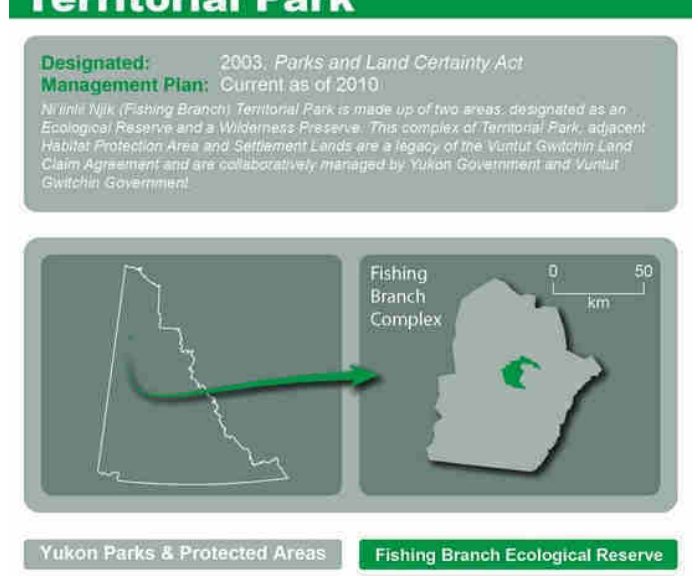 Territorial Park
Designated: 2003, Parks and Land Certainty Act
Management Plan: Current as of 2010
Ni'iinlii Njik (Fishing Branch) Territorial Park is made up of two areas, designated as an
Ecological Reserve and a Wilderness Preserve. This complex of Territorial Park, adjacent
Habitat Protection Area and Settlement Lands are a legacy of the Vuntut Gwitchin Land
Claim Agreement and are collaboratively managed by Yukon Government and Vuntut
Gwitchin Government.
Fishing
Branch
Complex
0 50
km
Yukon Parks & Protected Areas
Fishing Branch Ecological Reserve